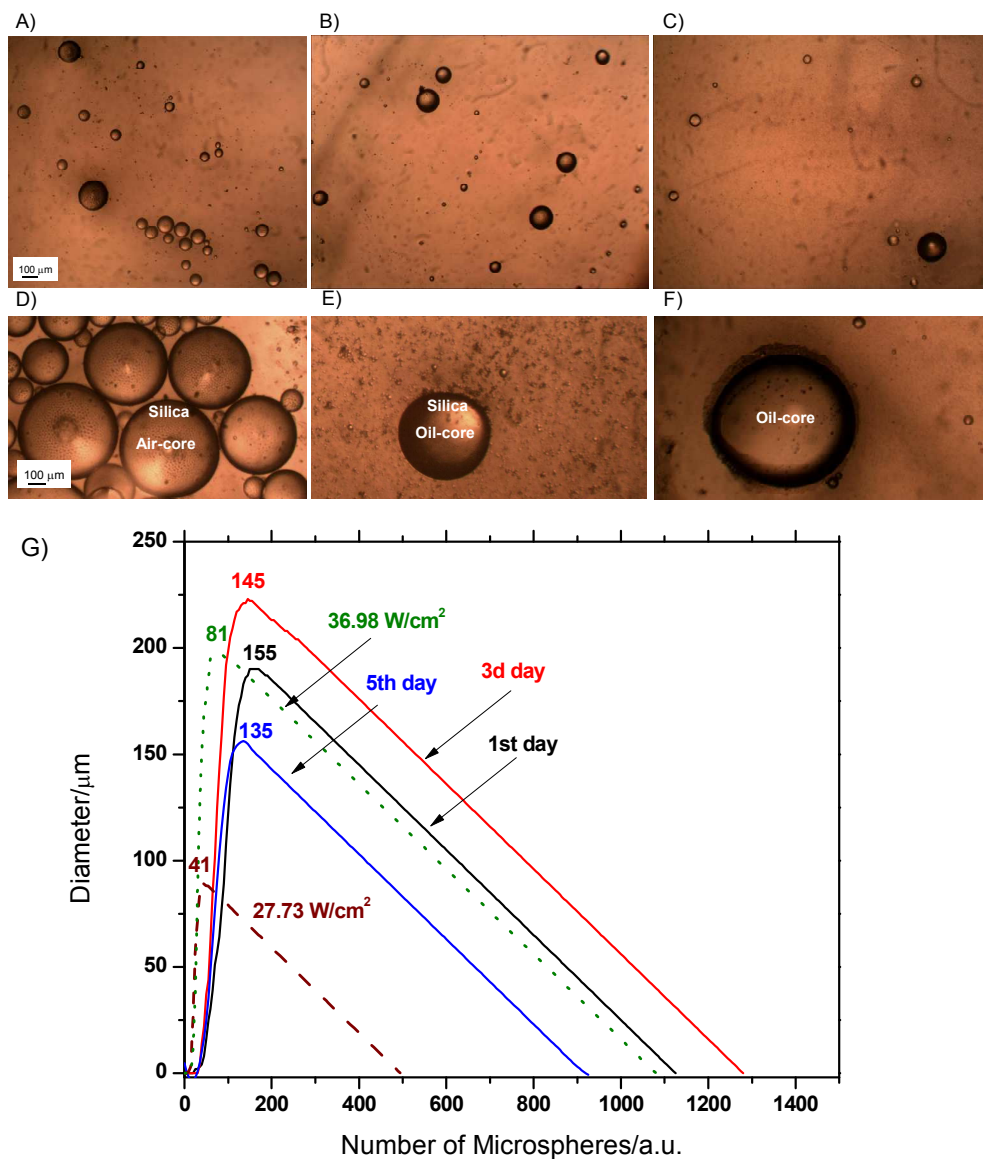 A)
B)
C)
100 μm
D)
E)
F)
Silica
Air-core
100 μm
Silica
Oil-core
Oil-core
G)
250
200
150
100
50
0
Diameter/μm
145
81
36.98 W/cm²
155
3d day
5th day
135
1st day
41
27.73 W/cm²
0
200
400
600
800
1000
1200
1400
Number of Microspheres/a.u.